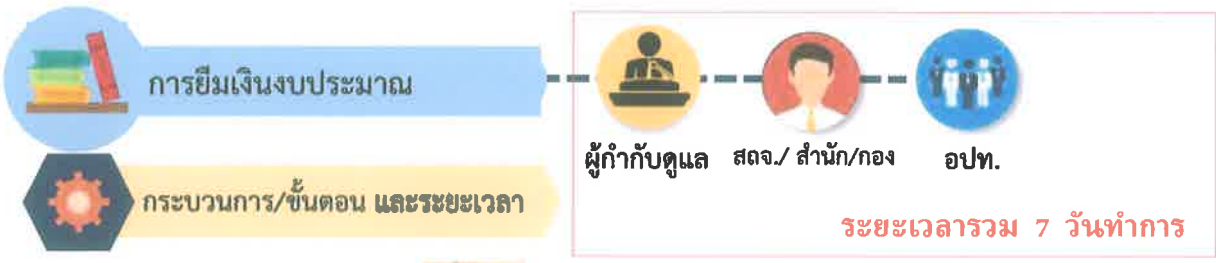 การยืมเงินงบประมาณ
ผู้กำกับดูแล สถจ./ สำนัก/กอง อปท.
กระบวนการ/ขั้นตอน และระยะเวลา
ระยะเวลารวม 7 วันทำการ